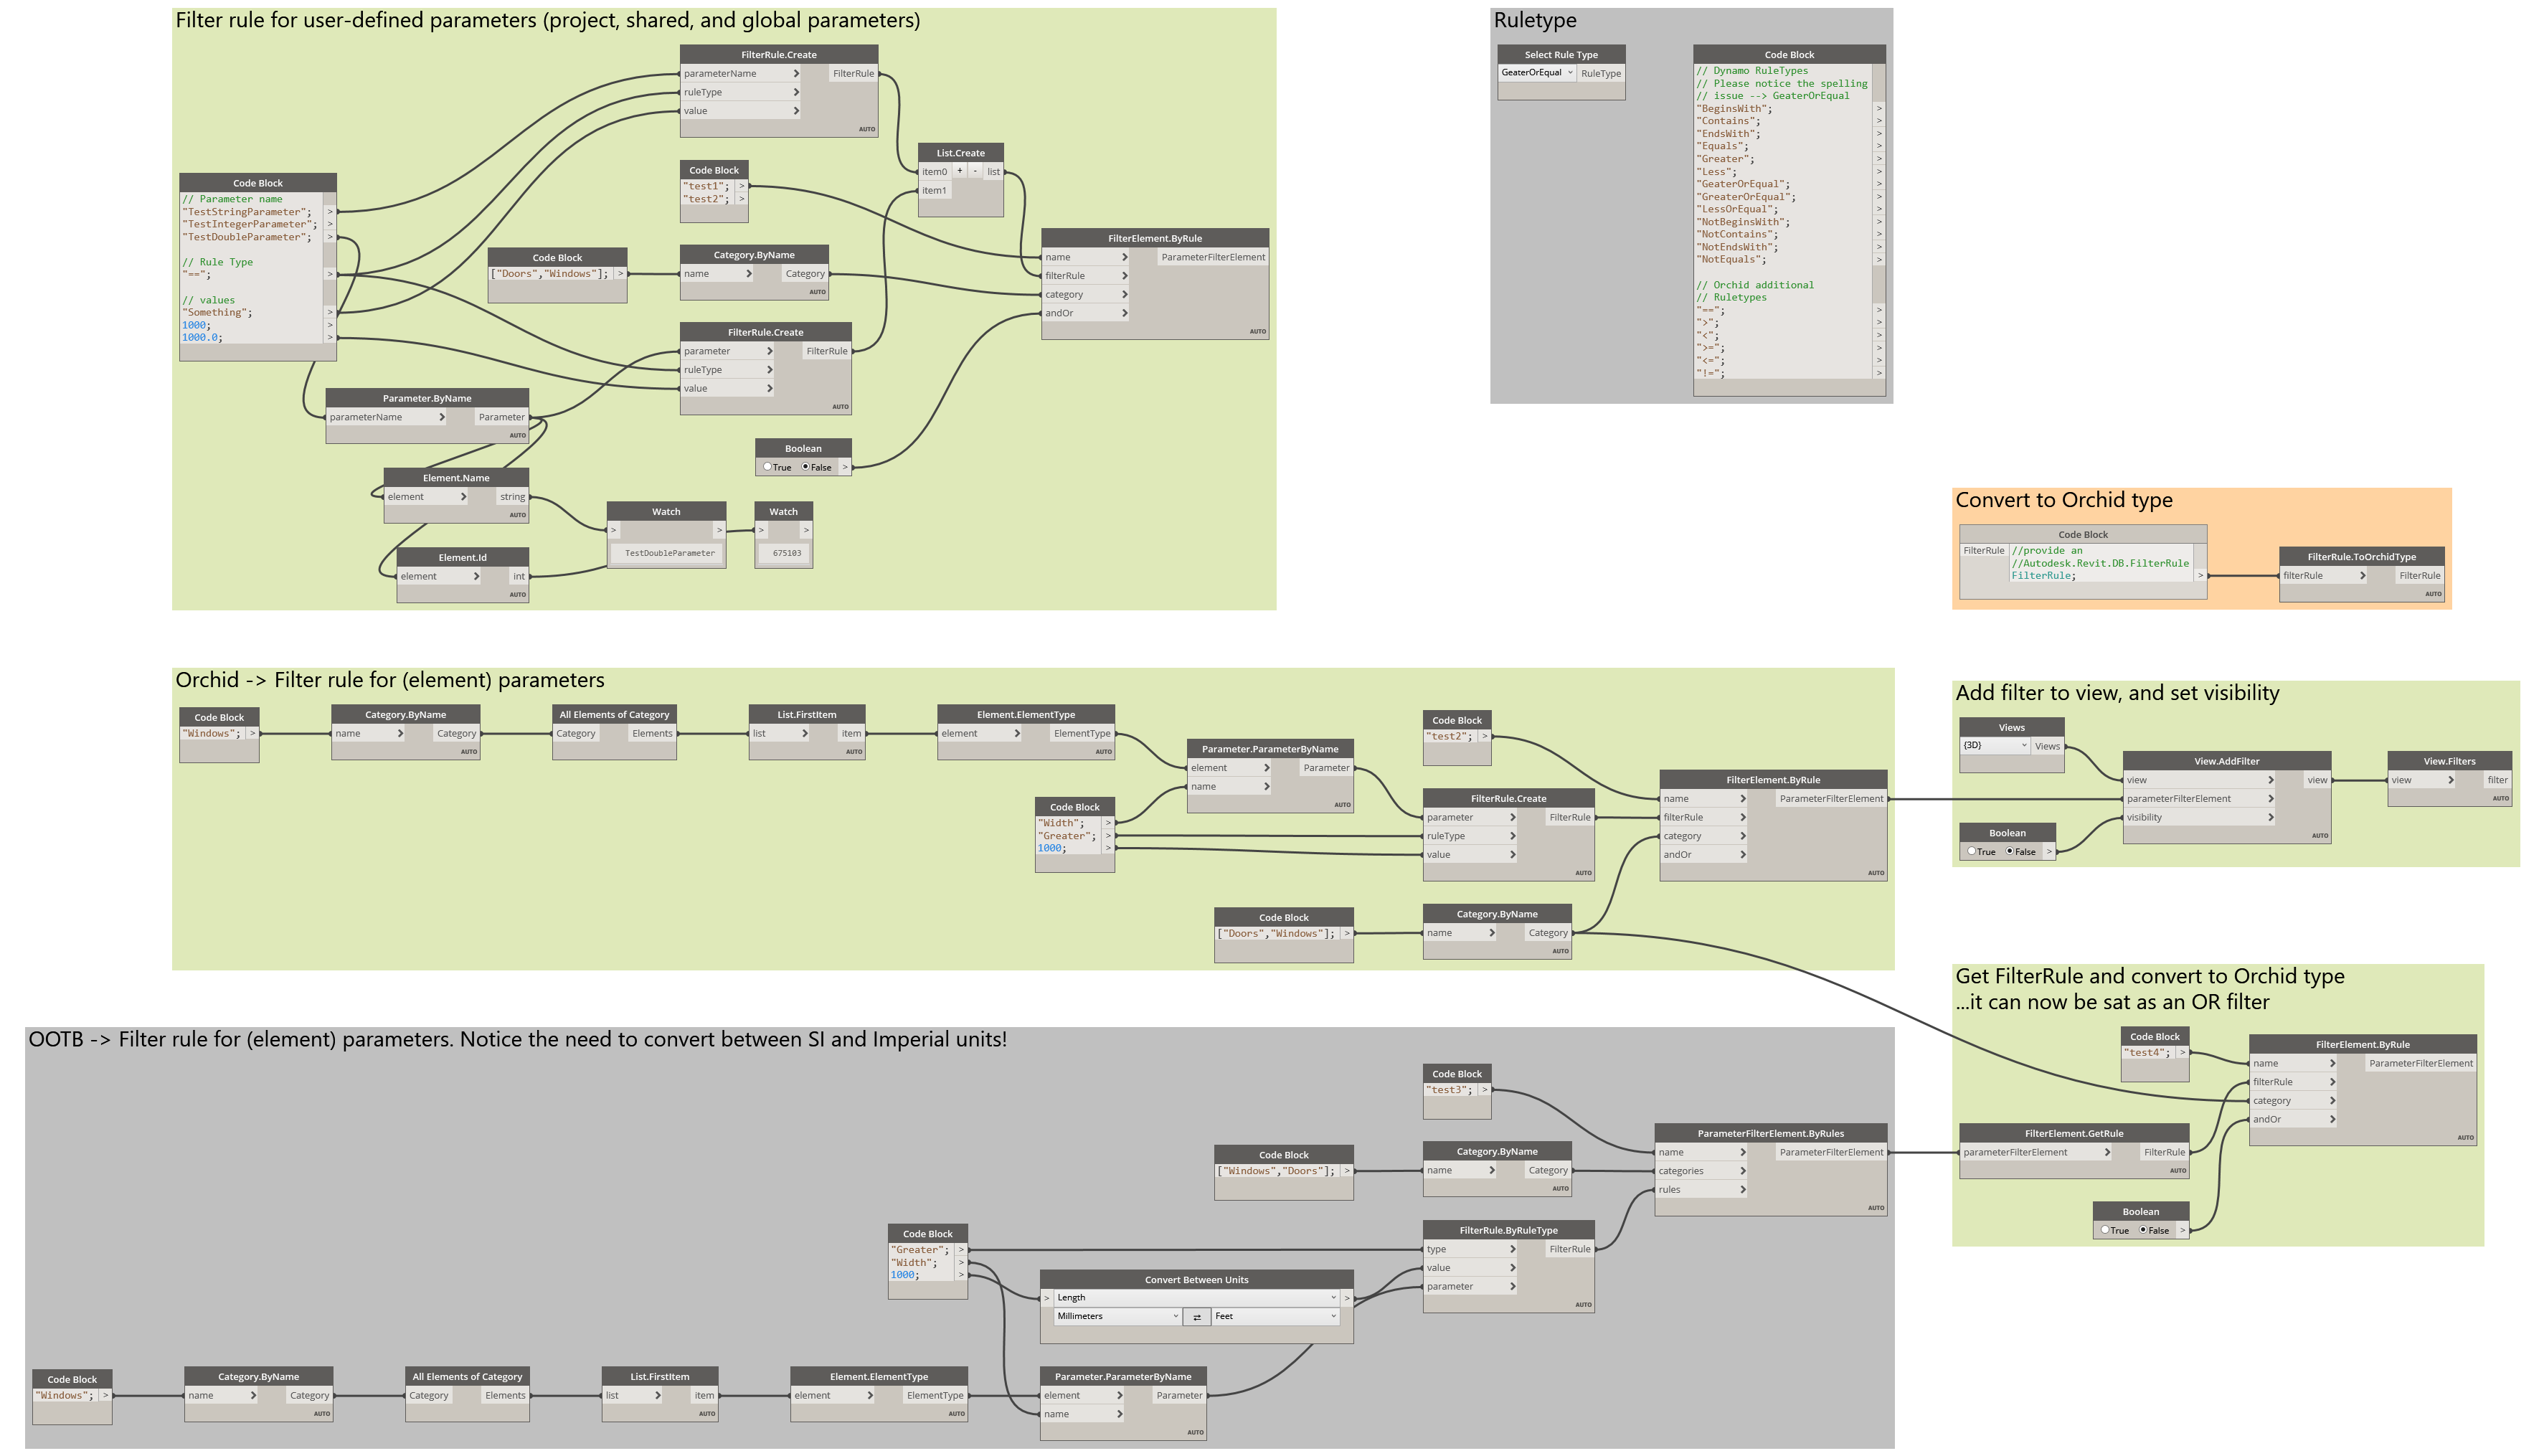 Filter rule for user-defined parameters (project, shared, and global parameters)
FilterRule.Create
parameterName > FilterRule
ruleType >
value >
AUTO
Code Block
// Parameter name
"TestStringParameter"; >
"TestIntegerParameter"; >
"TestDoubleParameter"; >
// Rule Type
"=="; >
// values
"Something"; >
1000; >
1000.0; >
Code Block
"test1"; >
"test2"; >
List.Create
item0 + - list
item1
Code Block
["Doors","Windows"]; >
Category.ByName
name > Category
AUTO
FilterElement.ByRule
name > ParameterFilterElement
filterRule >
category >
andOr >
AUTO
FilterRule.Create
parameter > FilterRule
ruleType >
value >
AUTO
Parameter.ByName
parameterName > Parameter
AUTO
Boolean
True False >
Element.Name
element > string
AUTO
Element.Id
element > int
AUTO
Watch
> >
TestDoubleParameter
Watch
> >
675103
Ruletype
Select Rule Type
GeaterOrEqual RuleType
Code Block
// Dynamo RuleTypes
// Please notice the spelling
// issue --> GeaterOrEqual
"BeginsWith"; >
"Contains"; >
"EndsWith"; >
"Equals"; >
"Greater"; >
"Less"; >
"GeaterOrEqual"; >
"GreaterOrEqual"; >
"LessOrEqual"; >
"NotBeginsWith"; >
"NotContains"; >
"NotEndsWith"; >
"NotEquals"; >
// Orchid additional
// Ruletypes
"=="; >
">"; >
"<"; >
">="; >
"<="; >
"!="; >
Convert to Orchid type
Code Block
FilterRule //provide an
//Autodesk.Revit.DB.FilterRule
FilterRule; >
FilterRule.ToOrchidType
filterRule > FilterRule
AUTO
Orchid -> Filter rule for (element) parameters
Code Block
"Windows"; >
Category.ByName
name > Category
AUTO
All Elements of Category
Category Elements
AUTO
List.FirstItem
list > item
AUTO
Element.ElementType
element > ElementType
AUTO
Parameter.ParameterByName
element > Parameter
name >
AUTO
Code Block
"Width"; >
"Greater"; >
1000; >
Code Block
"test2"; >
FilterRule.Create
parameter > FilterRule
ruleType >
value >
AUTO
FilterElement.ByRule
name > ParameterFilterElement
filterRule >
category >
andOr >
AUTO
Code Block
["Doors","Windows"]; >
Category.ByName
name > Category
AUTO
Add filter to view, and set visibility
Views
{3D} Views
Boolean
True False >
View.AddFilter
view > view
parameterFilterElement >
visibility >
AUTO
View.Filters
view > filter
AUTO
Get FilterRule and convert to Orchid type
...it can now be sat as an OR filter
Code Block
"test4"; >
FilterElement.ByRule
name > ParameterFilterElement
filterRule >
category >
andOr >
AUTO
FilterElement.GetRule
parameterFilterElement > FilterRule
AUTO
Boolean
True False >
OOTB -> Filter rule for (element) parameters. Notice the need to convert between SI and Imperial units!
Code Block
"test3"; >
Code Block
["Windows","Doors"]; >
Category.ByName
name > Category
AUTO
ParameterFilterElement.ByRules
name > ParameterFilterElement
categories >
rules >
AUTO
Code Block
"Greater"; >
"Width"; >
1000; >
FilterRule.ByRuleType
type > FilterRule
value >
parameter >
AUTO
Convert Between Units
> Length >
Millimeters ⇄ Feet
Code Block
"Windows"; >
Category.ByName
name > Category
AUTO
All Elements of Category
Category Elements
AUTO
List.FirstItem
list > item
AUTO
Element.ElementType
element > ElementType
AUTO
Parameter.ParameterByName
element > Parameter
name >
AUTO